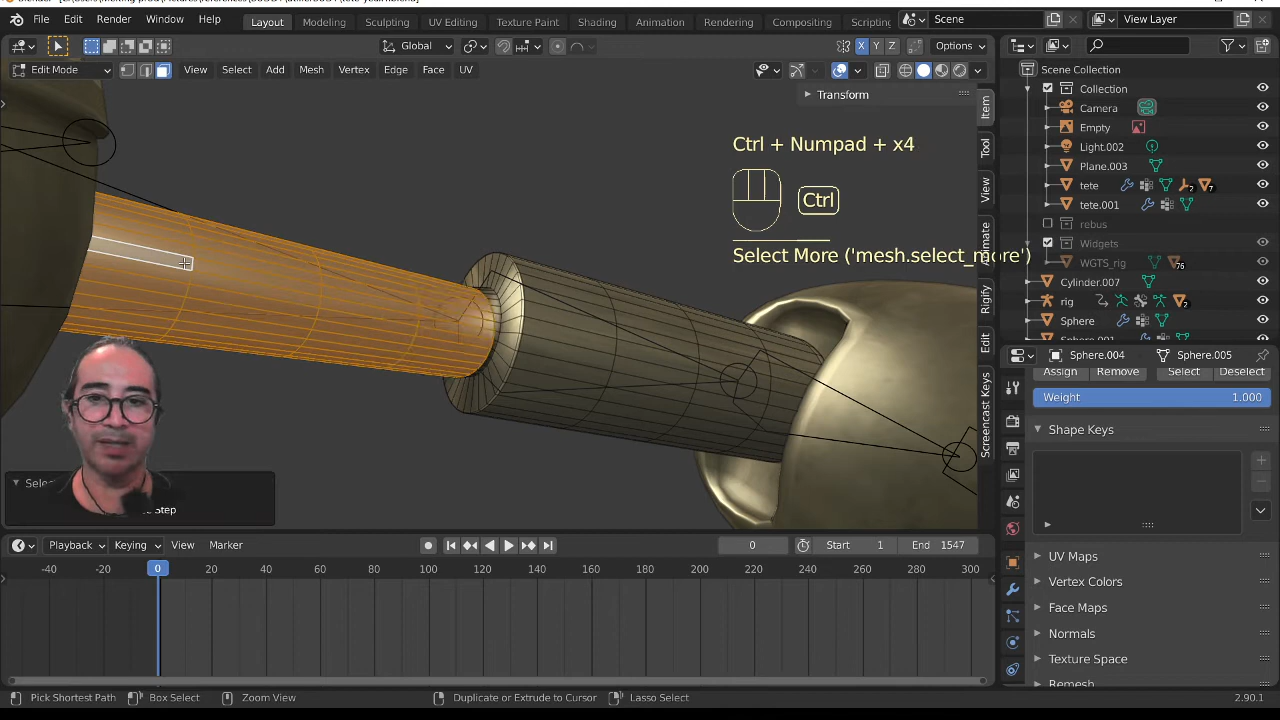 File Edit Render Window Help Layout Modeling Sculpting UV Editing Texture Paint Shading Animation Rendering Compositing Scripting Scene View Layer
Global X Y Z Options
Edit Mode View Select Add Mesh Vertex Edge Face UV
Transform
Item
Tool
View
Animate
Rigify
Edit
Screencast Keys
Ctrl + Numpad + x4
Ctrl
Select More ('mesh.select_more')
Step
Scene Collection
Collection
Camera
Empty
Light.002
Plane.003
tete 2 7
tete.001
rebus
Widgets
WGTS_rig 76
Cylinder.007
rig 2
Sphere
Sphere.004 Sphere.005
Assign Remove Select Deselect
Weight 1.000
Shape Keys
UV Maps
Vertex Colors
Face Maps
Normals
Texture Space
Remesh
Playback Keying View Marker 0 Start 1 End 1547
-40 -20 0 20 40 60 80 100 120 140 160 180 200 220 240 260 280 300
Pick Shortest Path Box Select Zoom View Duplicate or Extrude to Cursor Lasso Select 2.90.1